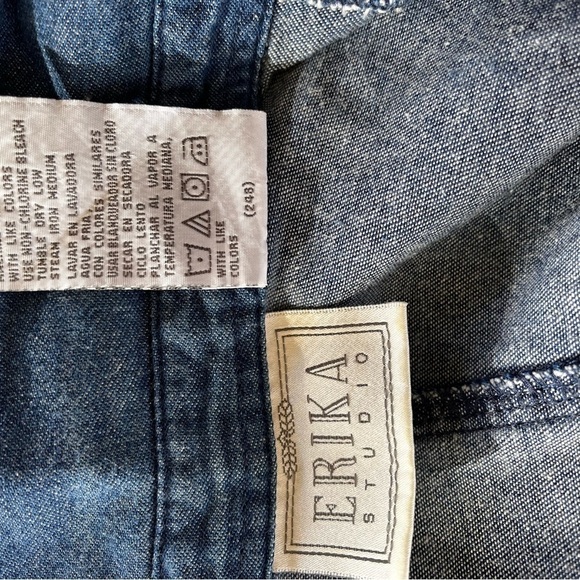 WITH LIKE COLORS
USE NON-CHLORINE BLEACH
TUMBLE DRY LOW
STEAM IRON MEDIUM
LAVAR EN LAVADORA
AGUA FRIA
CON COLORES SIMILARES
USAR BLANQUEADOR SIN CLORO
SECAR EN SECADORA
CICLO LENTO
PLANCHAR AL VAPOR A
TEMPERATURA MEDIANA,
WITH LIKE
COLORS (248)
ERIKA
STUDIO